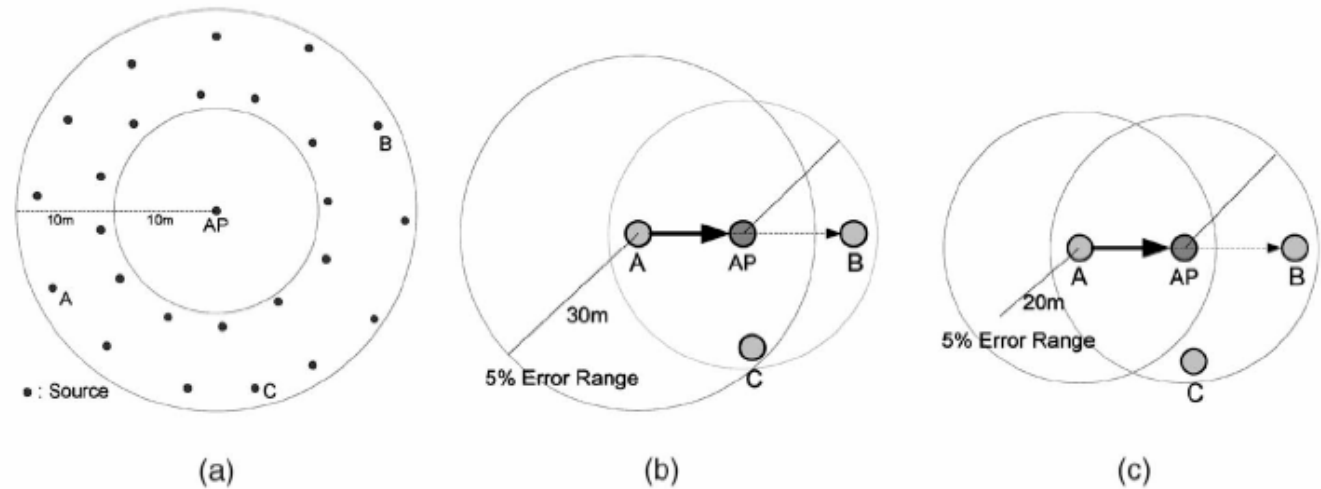 B
10m
10m
AP
A
● : Source
C
(a)
A
AP
B
30m
5% Error Range
C
(b)
A
AP
B
20m
5% Error Range
C
(c)